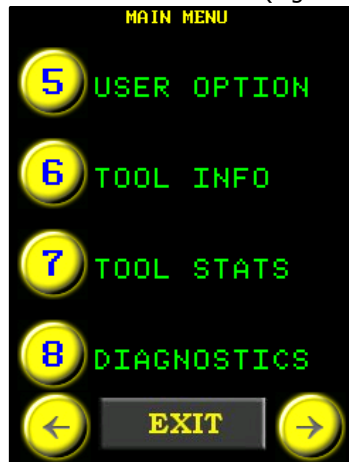 MAIN MENU
5 USER OPTION
6 TOOL INFO
7 TOOL STATS
8 DIAGNOSTICS
← EXIT →